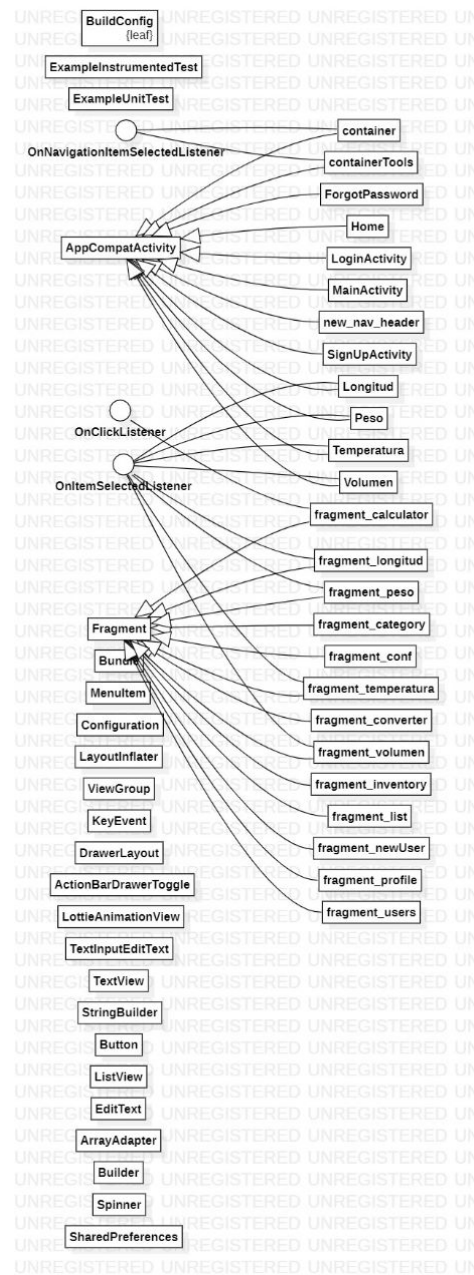 BuildConfig
{leaf}
ExampleInstrumentedTest
ExampleUnitTest
OnNavigationItemSelectedListener
container
containerTools
ForgotPassword
Home
AppCompatActivity
LoginActivity
MainActivity
new_nav_header
SignUpActivity
Longitud
OnClickListener
Peso
Temperatura
OnItemSelectedListener
Volumen
fragment_calculator
fragment_longitud
fragment_peso
Fragment
fragment_category
Bundle
fragment_conf
MenuItem
fragment_temperatura
Configuration
fragment_converter
LayoutInflater
fragment_volumen
ViewGroup
fragment_inventory
KeyEvent
fragment_list
DrawerLayout
fragment_newUser
ActionBarDrawerToggle
fragment_profile
LottieAnimationView
fragment_users
TextInputEditText
TextView
StringBuilder
Button
ListView
EditText
ArrayAdapter
Builder
Spinner
SharedPreferences
UNREGISTERED